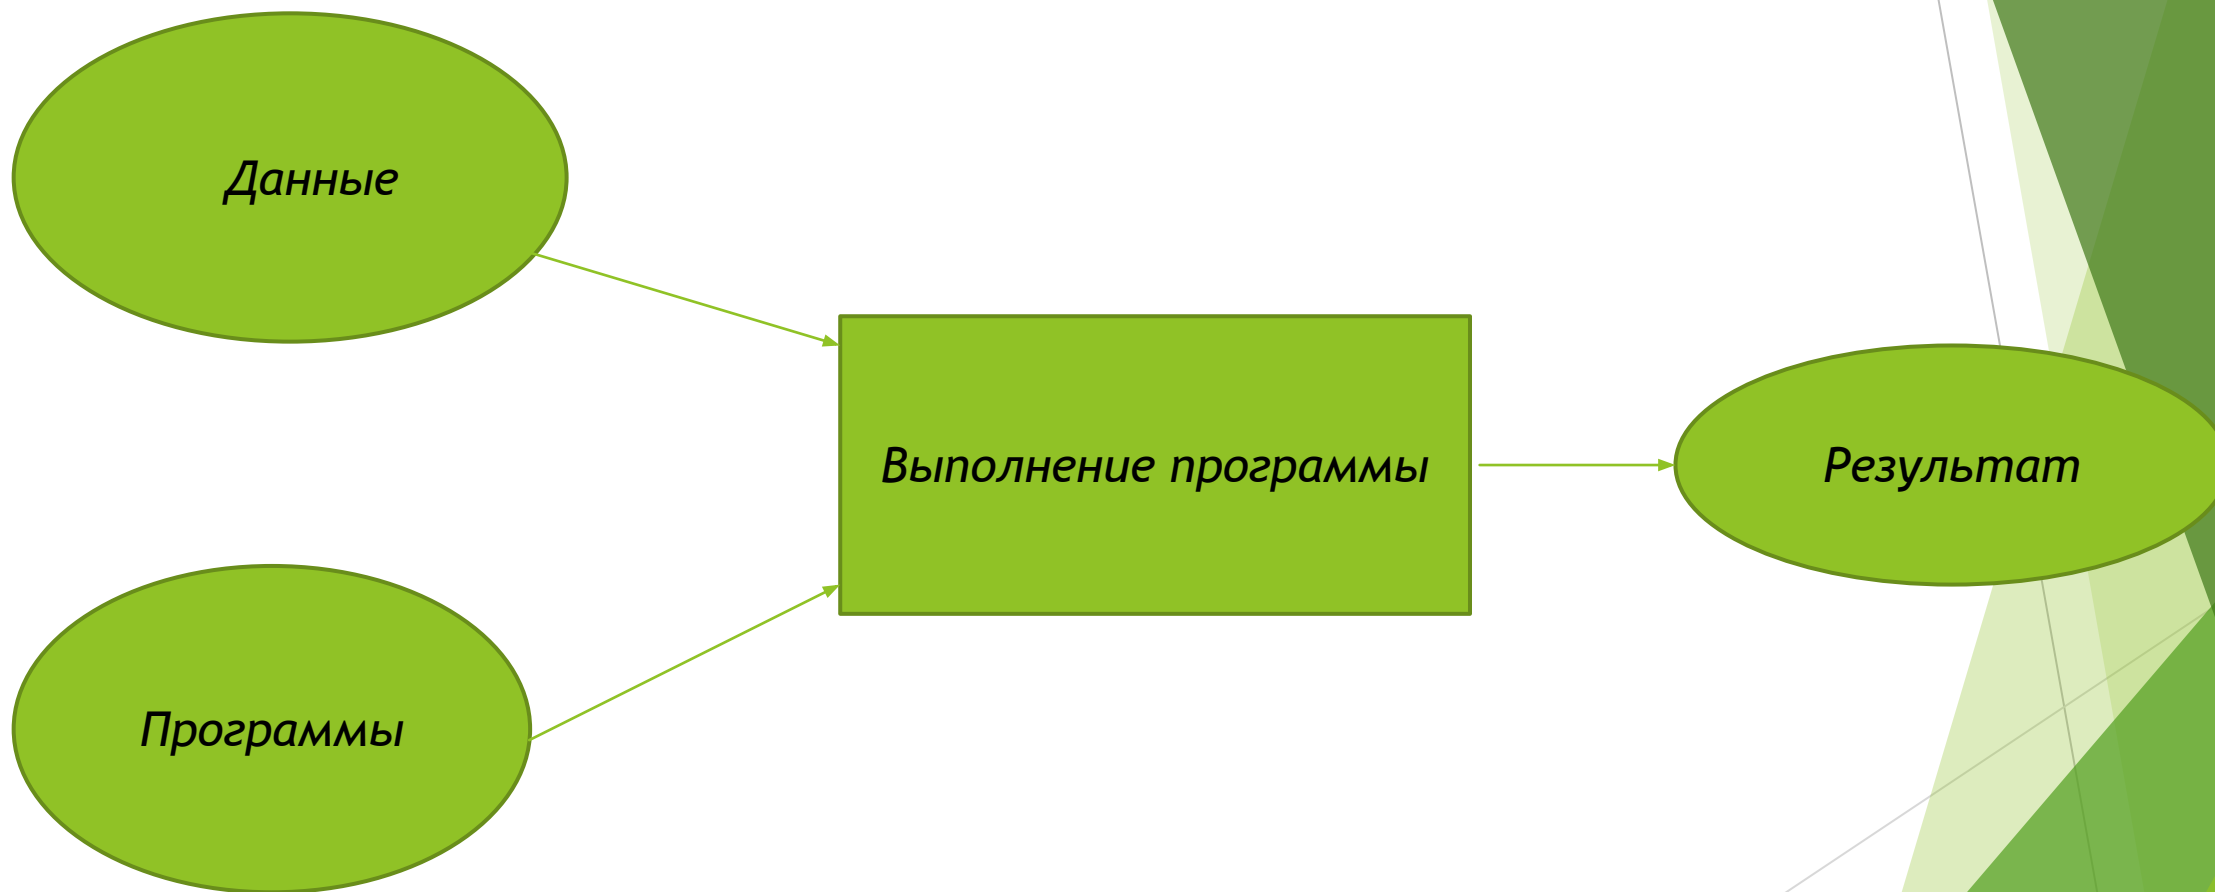 Данные
Выполнение программы
Результат
Программы